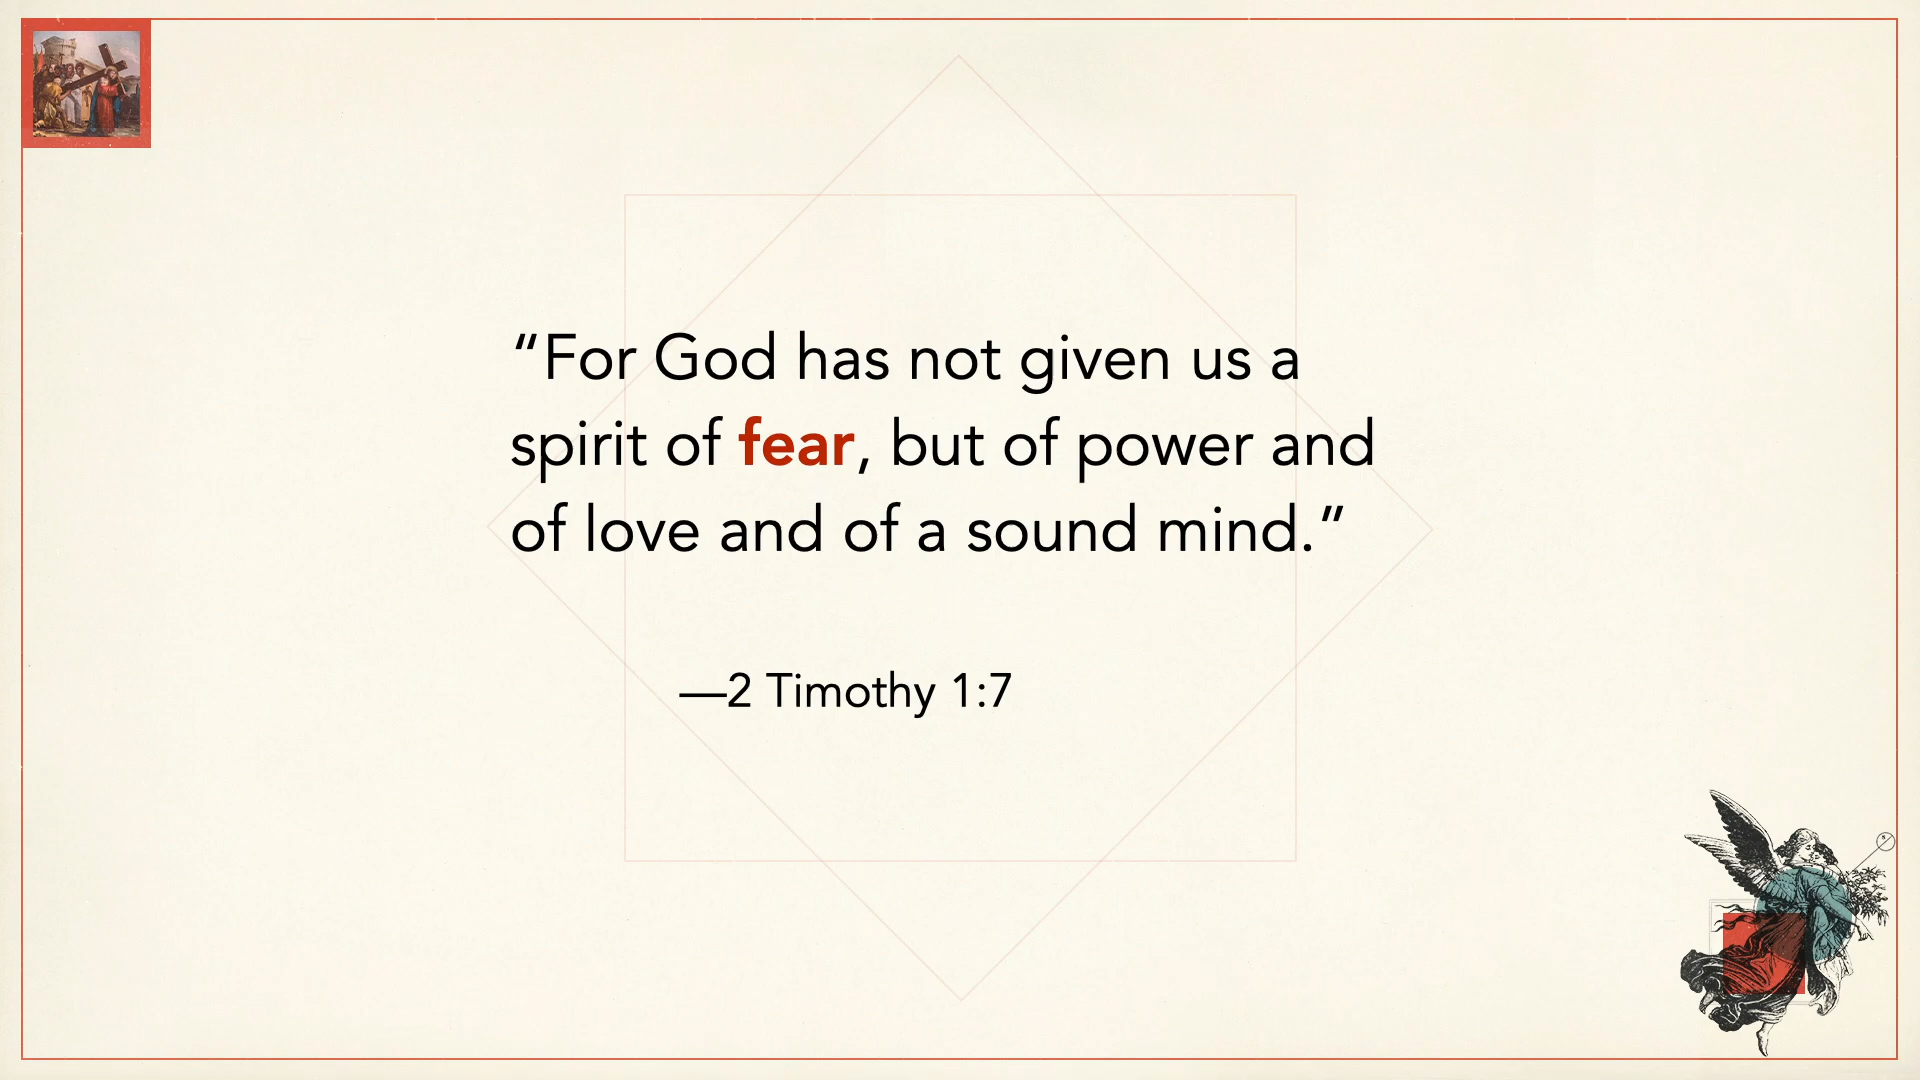 “For God has not given us a
spirit of fear, but of power and
of love and of a sound mind.”
—2 Timothy 1:7